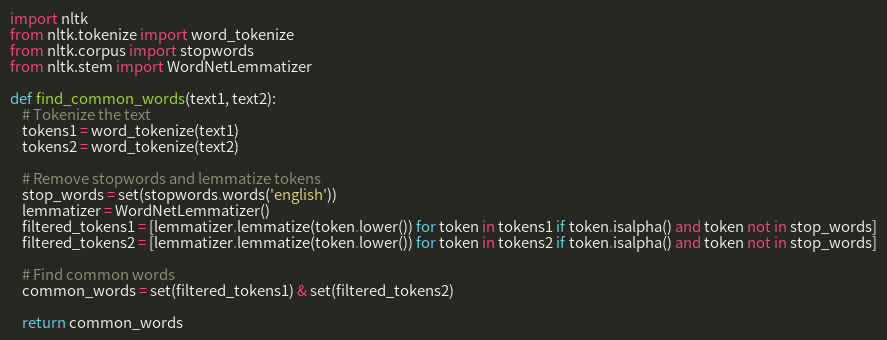 import nltk
from nltk.tokenize import word_tokenize
from nltk.corpus import stopwords
from nltk.stem import WordNetLemmatizer

def find_common_words(text1, text2):
    # Tokenize the text
    tokens1 = word_tokenize(text1)
    tokens2 = word_tokenize(text2)

    # Remove stopwords and lemmatize tokens
    stop_words = set(stopwords.words('english'))
    lemmatizer = WordNetLemmatizer()
    filtered_tokens1 = [lemmatizer.lemmatize(token.lower()) for token in tokens1 if token.isalpha() and token not in stop_words]
    filtered_tokens2 = [lemmatizer.lemmatize(token.lower()) for token in tokens2 if token.isalpha() and token not in stop_words]

    # Find common words
    common_words = set(filtered_tokens1) & set(filtered_tokens2)

    return common_words